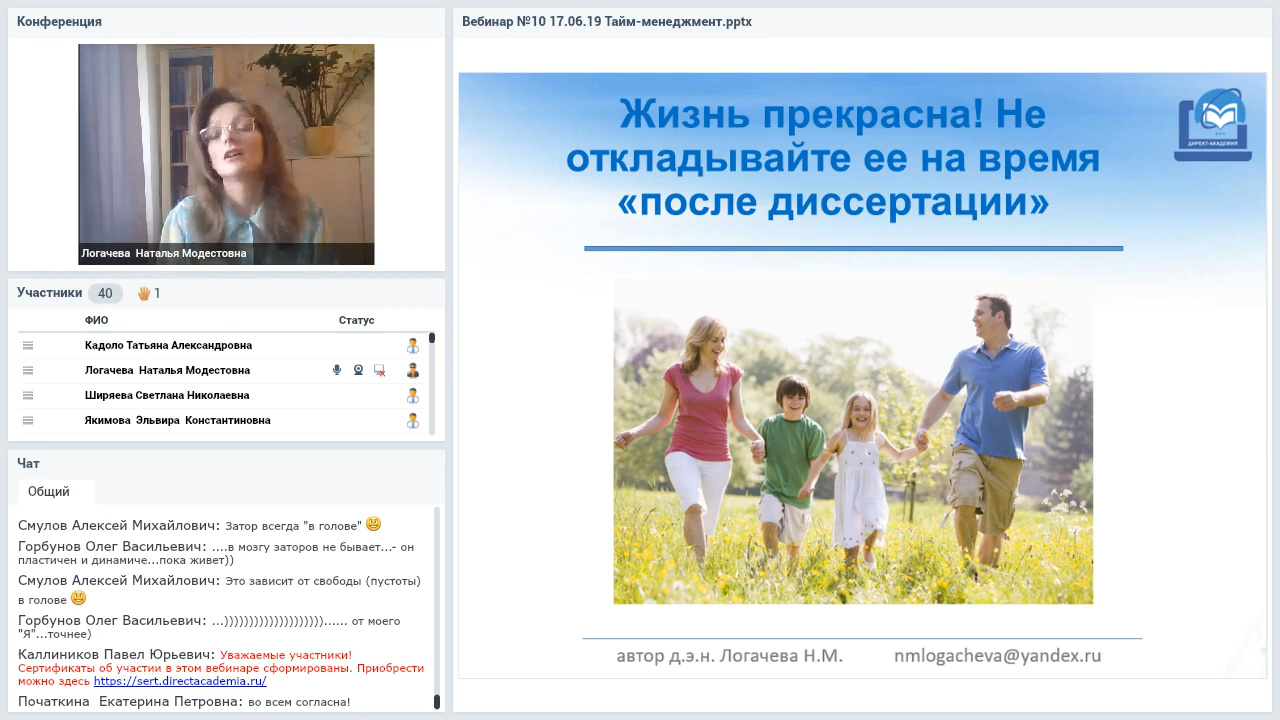 Конференция
Логачева  Наталья Модестовна
Участники 40 1
ФИО Статус
Кадоло Татьяна Александровна
Логачева  Наталья Модестовна
Ширяева Светлана Николаевна
Якимова  Эльвира  Константиновна
Чат
Общий
Смулов Алексей Михайлович: Затор всегда "в голове"
Горбунов Олег Васильевич: ....в мозгу заторов не бывает...- он
пластичен и динамиче...пока живет))
Смулов Алексей Михайлович: Это зависит от свободы (пустоты)
в голове
Горбунов Олег Васильевич: ...))))))))))))))))))))...... от моего
"Я"...точнее)
Каллиников Павел Юрьевич: Уважаемые участники!
Сертификаты об участии в этом вебинаре сформированы. Приобрести
можно здесь https://sert.directacademia.ru/
Початкина  Екатерина Петровна: во всем согласна!
Вебинар №10 17.06.19 Тайм-менеджмент.pptx
Жизнь прекрасна! Не
откладывайте ее на время
«после диссертации»
ДИРЕКТ-АКАДЕМИЯ
автор д.э.н. Логачева Н.М. nmlogacheva@yandex.ru